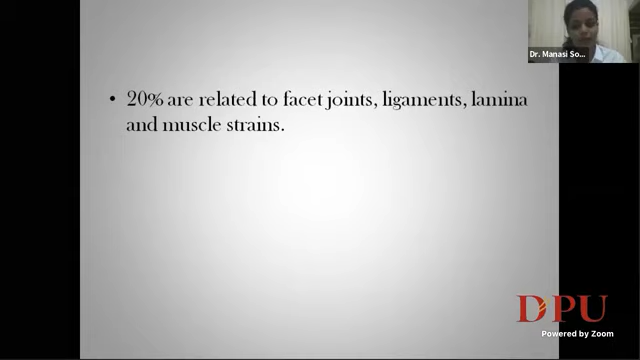 Dr. Manasi So...
• 20% are related to facet joints, ligaments, lamina
and muscle strains.
DPU
Powered by Zoom